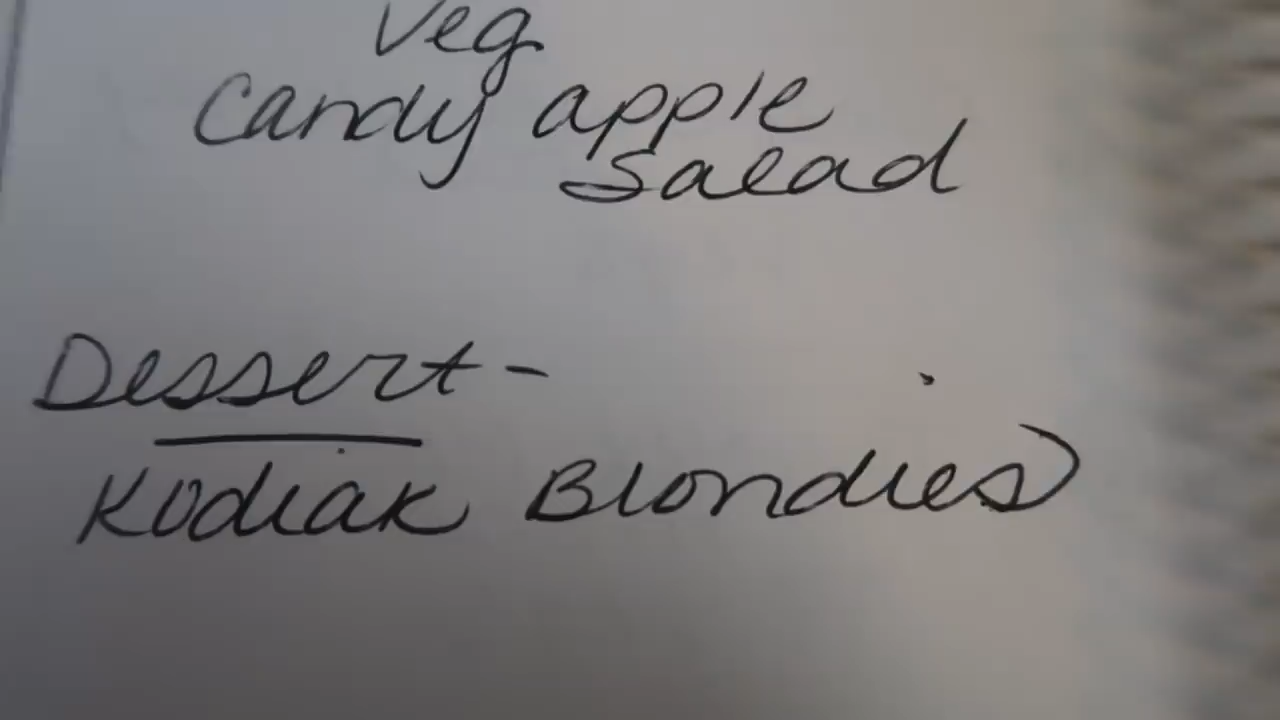 Veg
Candy apple
Salad
Dessert-
Kodiak Blondies